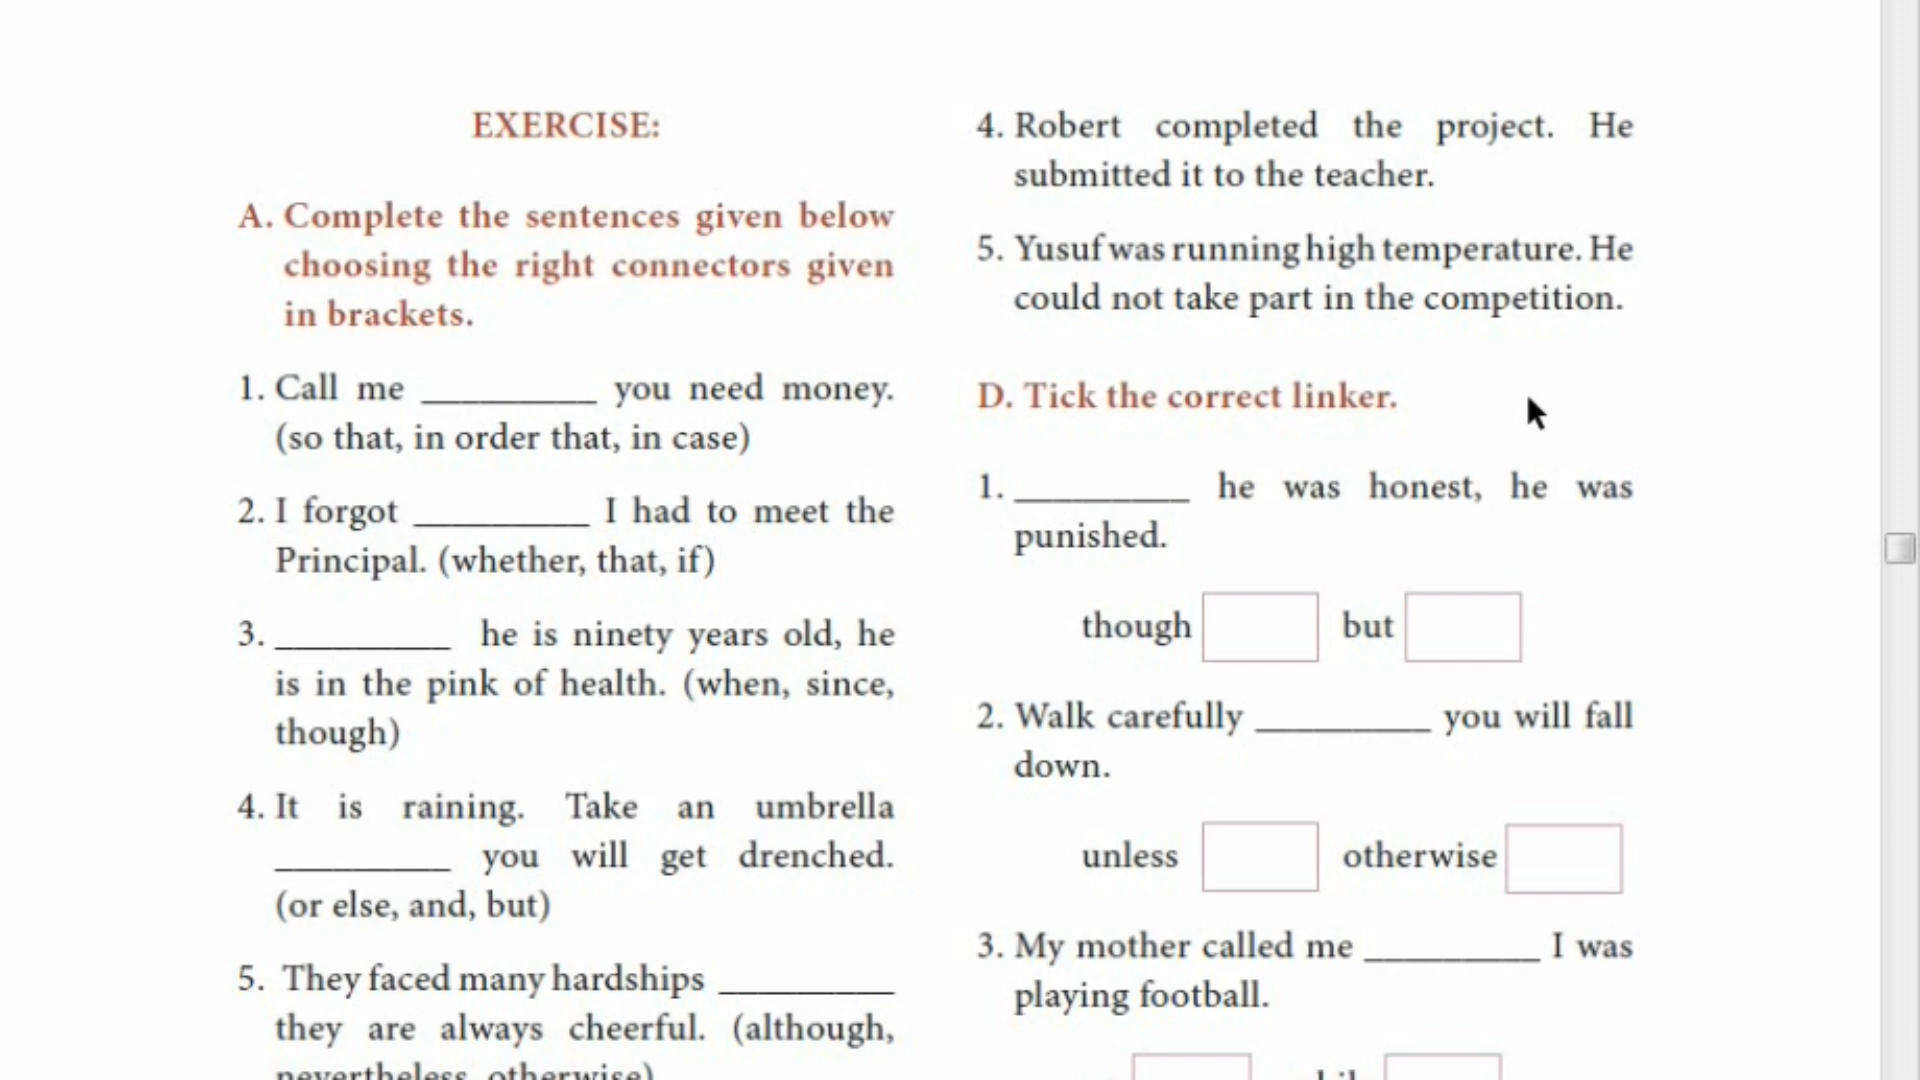 EXERCISE:
A. Complete the sentences given below
choosing the right connectors given
in brackets.
1. Call me _________ you need money.
(so that, in order that, in case)
2. I forgot _________ I had to meet the
Principal. (whether, that, if)
3. _________ he is ninety years old, he
is in the pink of health. (when, since,
though)
4. It is raining. Take an umbrella
_________ you will get drenched.
(or else, and, but)
5. They faced many hardships _________
they are always cheerful. (although,
nevertheless, otherwise)
4. Robert completed the project. He
submitted it to the teacher.
5. Yusuf was running high temperature. He
could not take part in the competition.
D. Tick the correct linker.
1. _________ he was honest, he was
punished.
though but
2. Walk carefully _________ you will fall
down.
unless otherwise
3. My mother called me _________ I was
playing football.